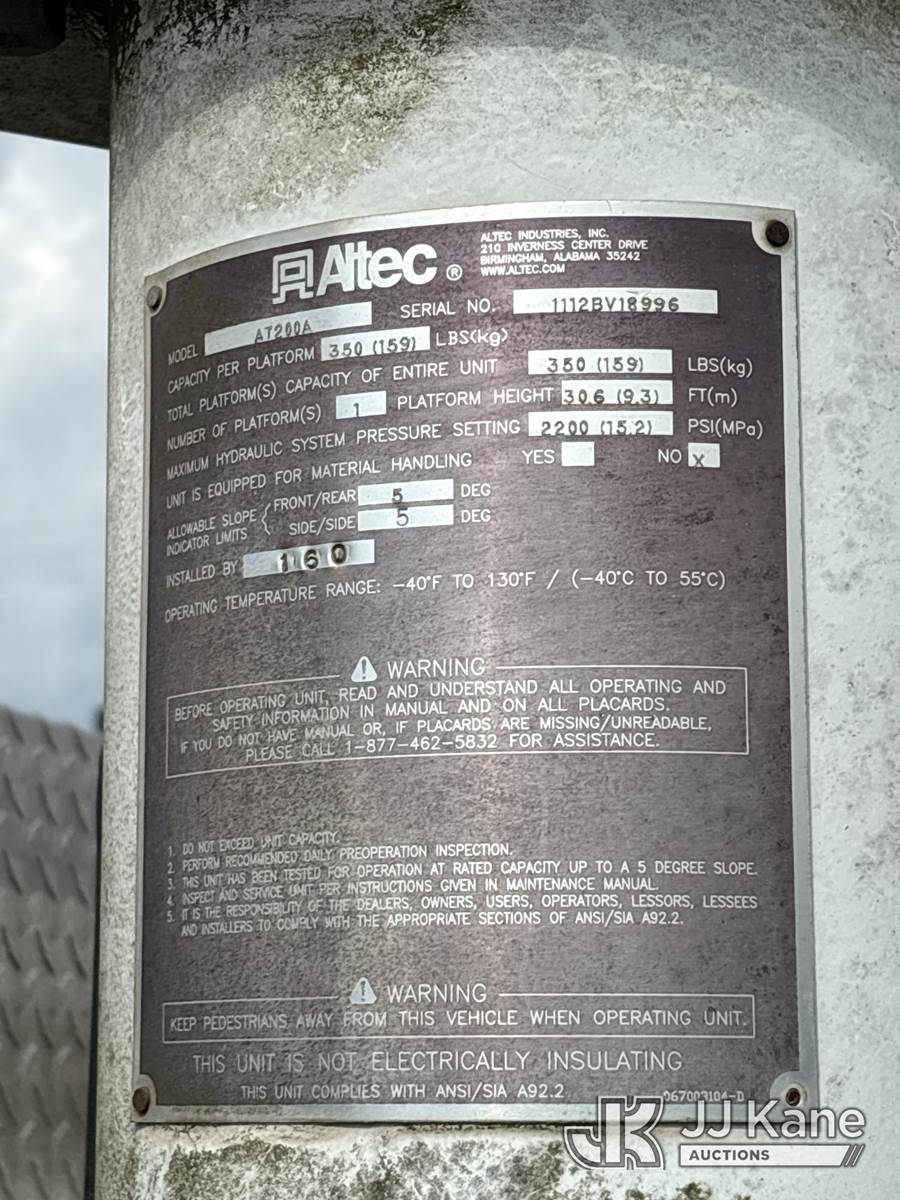 Altec®
ALTEC INDUSTRIES, INC.
210 INVERNESS CENTER DRIVE
BIRMINGHAM, ALABAMA 35242
WWW.ALTEC.COM
MODEL AT200A SERIAL NO. 1112BV18996
CAPACITY PER PLATFORM 350 (159) LBS(kg)
TOTAL PLATFORM(S) CAPACITY OF ENTIRE UNIT 350 (159) LBS(kg)
NUMBER OF PLATFORM(S) 1 PLATFORM HEIGHT 30.6 (9.3) FT(m)
MAXIMUM HYDRAULIC SYSTEM PRESSURE SETTING 2200 (15.2) PSI(MPa)
UNIT IS EQUIPPED FOR MATERIAL HANDLING YES NO X
ALLOWABLE SLOPE INDICATOR LIMITS { FRONT/REAR 5 DEG
SIDE/SIDE 5 DEG
INSTALLED BY 160
OPERATING TEMPERATURE RANGE: -40°F TO 130°F / (-40°C TO 55°C)
WARNING
BEFORE OPERATING UNIT, READ AND UNDERSTAND ALL OPERATING AND
SAFETY INFORMATION IN MANUAL AND ON ALL PLACARDS.
IF YOU DO NOT HAVE MANUAL OR, IF PLACARDS ARE MISSING/UNREADABLE,
PLEASE CALL 1-877-462-5832 FOR ASSISTANCE.
1. DO NOT EXCEED UNIT CAPACITY.
2. PERFORM RECOMMENDED DAILY PREOPERATION INSPECTION.
3. THIS UNIT HAS BEEN TESTED FOR OPERATION AT RATED CAPACITY UP TO A 5 DEGREE SLOPE.
4. INSPECT AND SERVICE UNIT PER INSTRUCTIONS GIVEN IN MAINTENANCE MANUAL.
5. IT IS THE RESPONSIBILITY OF THE DEALERS, OWNERS, USERS, OPERATORS, LESSORS, LESSEES
AND INSTALLERS TO COMPLY WITH THE APPROPRIATE SECTIONS OF ANSI/SIA A92.2.
WARNING
KEEP PEDESTRIANS AWAY FROM THIS VEHICLE WHEN OPERATING UNIT.
THIS UNIT IS NOT ELECTRICALLY INSULATING
THIS UNIT COMPLIES WITH ANSI/SIA A92.2 067003104-D
JK JJ Kane
AUCTIONS